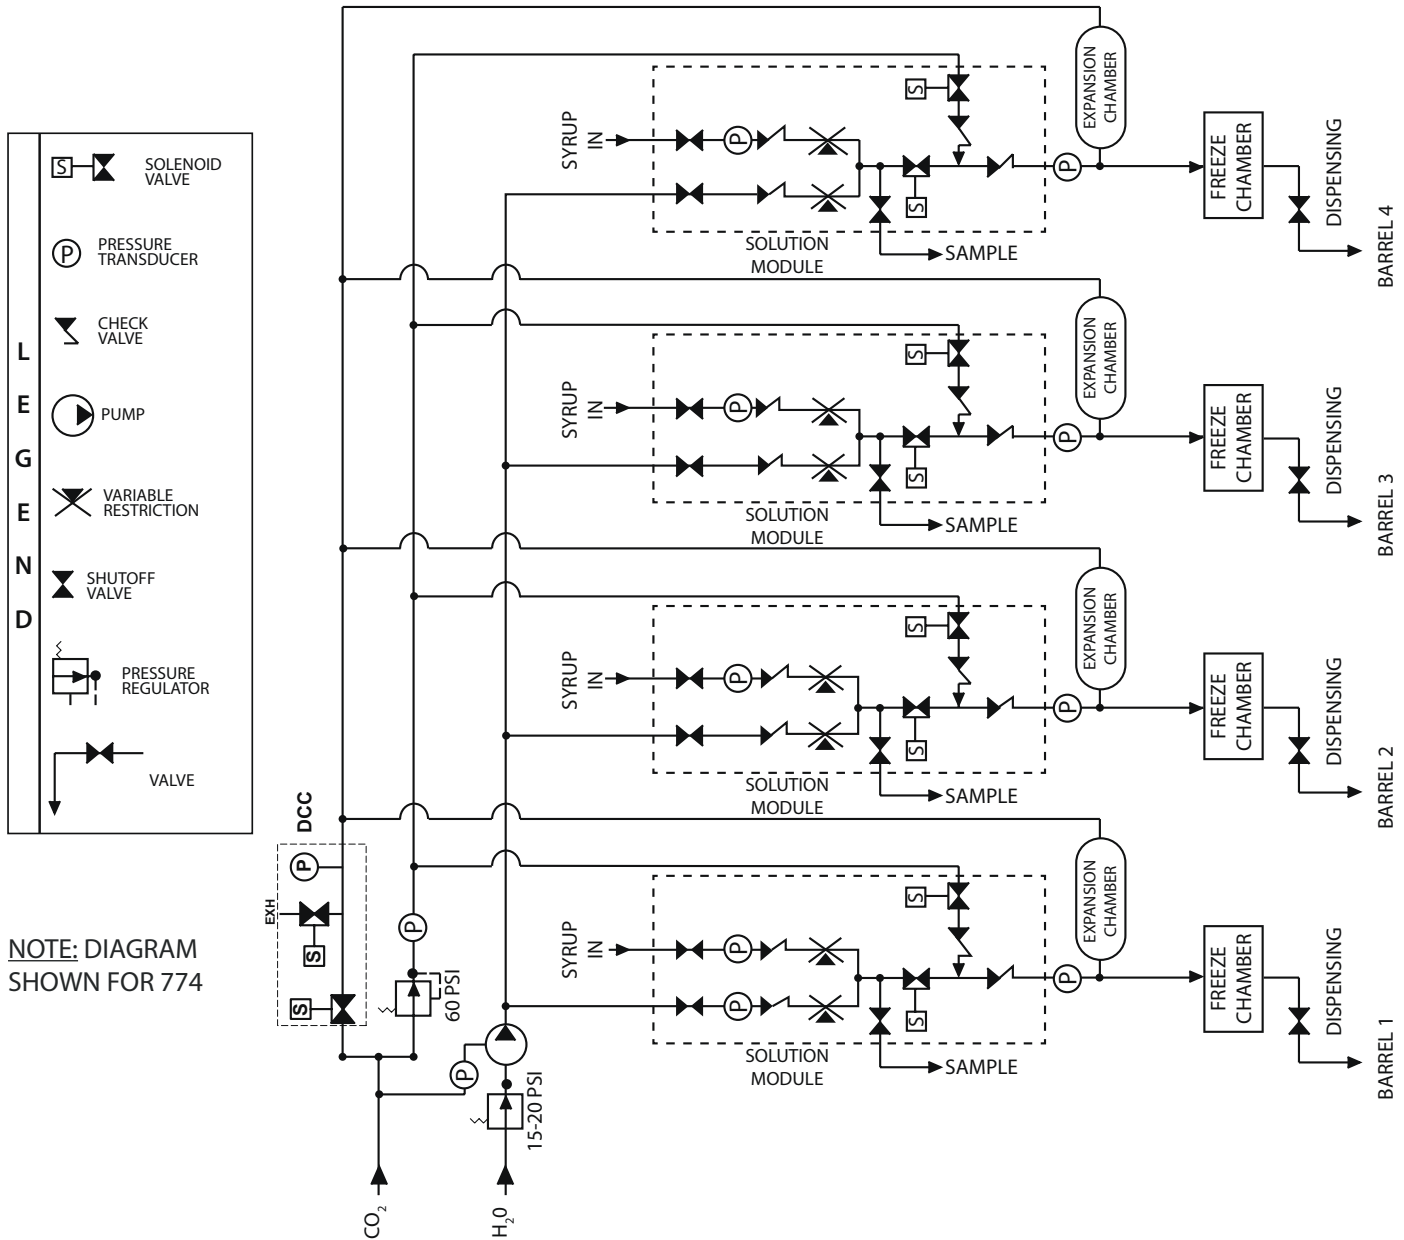 L
E
G
E
N
D
S
SOLENOID
VALVE
P
PRESSURE
TRANSDUCER
CHECK
VALVE
PUMP
VARIABLE
RESTRICTION
SHUTOFF
VALVE
PRESSURE
REGULATOR
VALVE
NOTE: DIAGRAM
SHOWN FOR 774
DCC
P
EXH
S
S
P
60 PSI
P
15-20 PSI
CO₂
H₂0
SYRUP
IN
P
S
S
SOLUTION
MODULE
SAMPLE
P
EXPANSION
CHAMBER
FREEZE
CHAMBER
DISPENSING
BARREL 4
SYRUP
IN
P
S
S
SOLUTION
MODULE
SAMPLE
P
EXPANSION
CHAMBER
FREEZE
CHAMBER
DISPENSING
BARREL 3
SYRUP
IN
P
S
S
SOLUTION
MODULE
SAMPLE
P
EXPANSION
CHAMBER
FREEZE
CHAMBER
DISPENSING
BARREL 2
SYRUP
IN
P
P
S
S
SOLUTION
MODULE
SAMPLE
P
EXPANSION
CHAMBER
FREEZE
CHAMBER
DISPENSING
BARREL 1